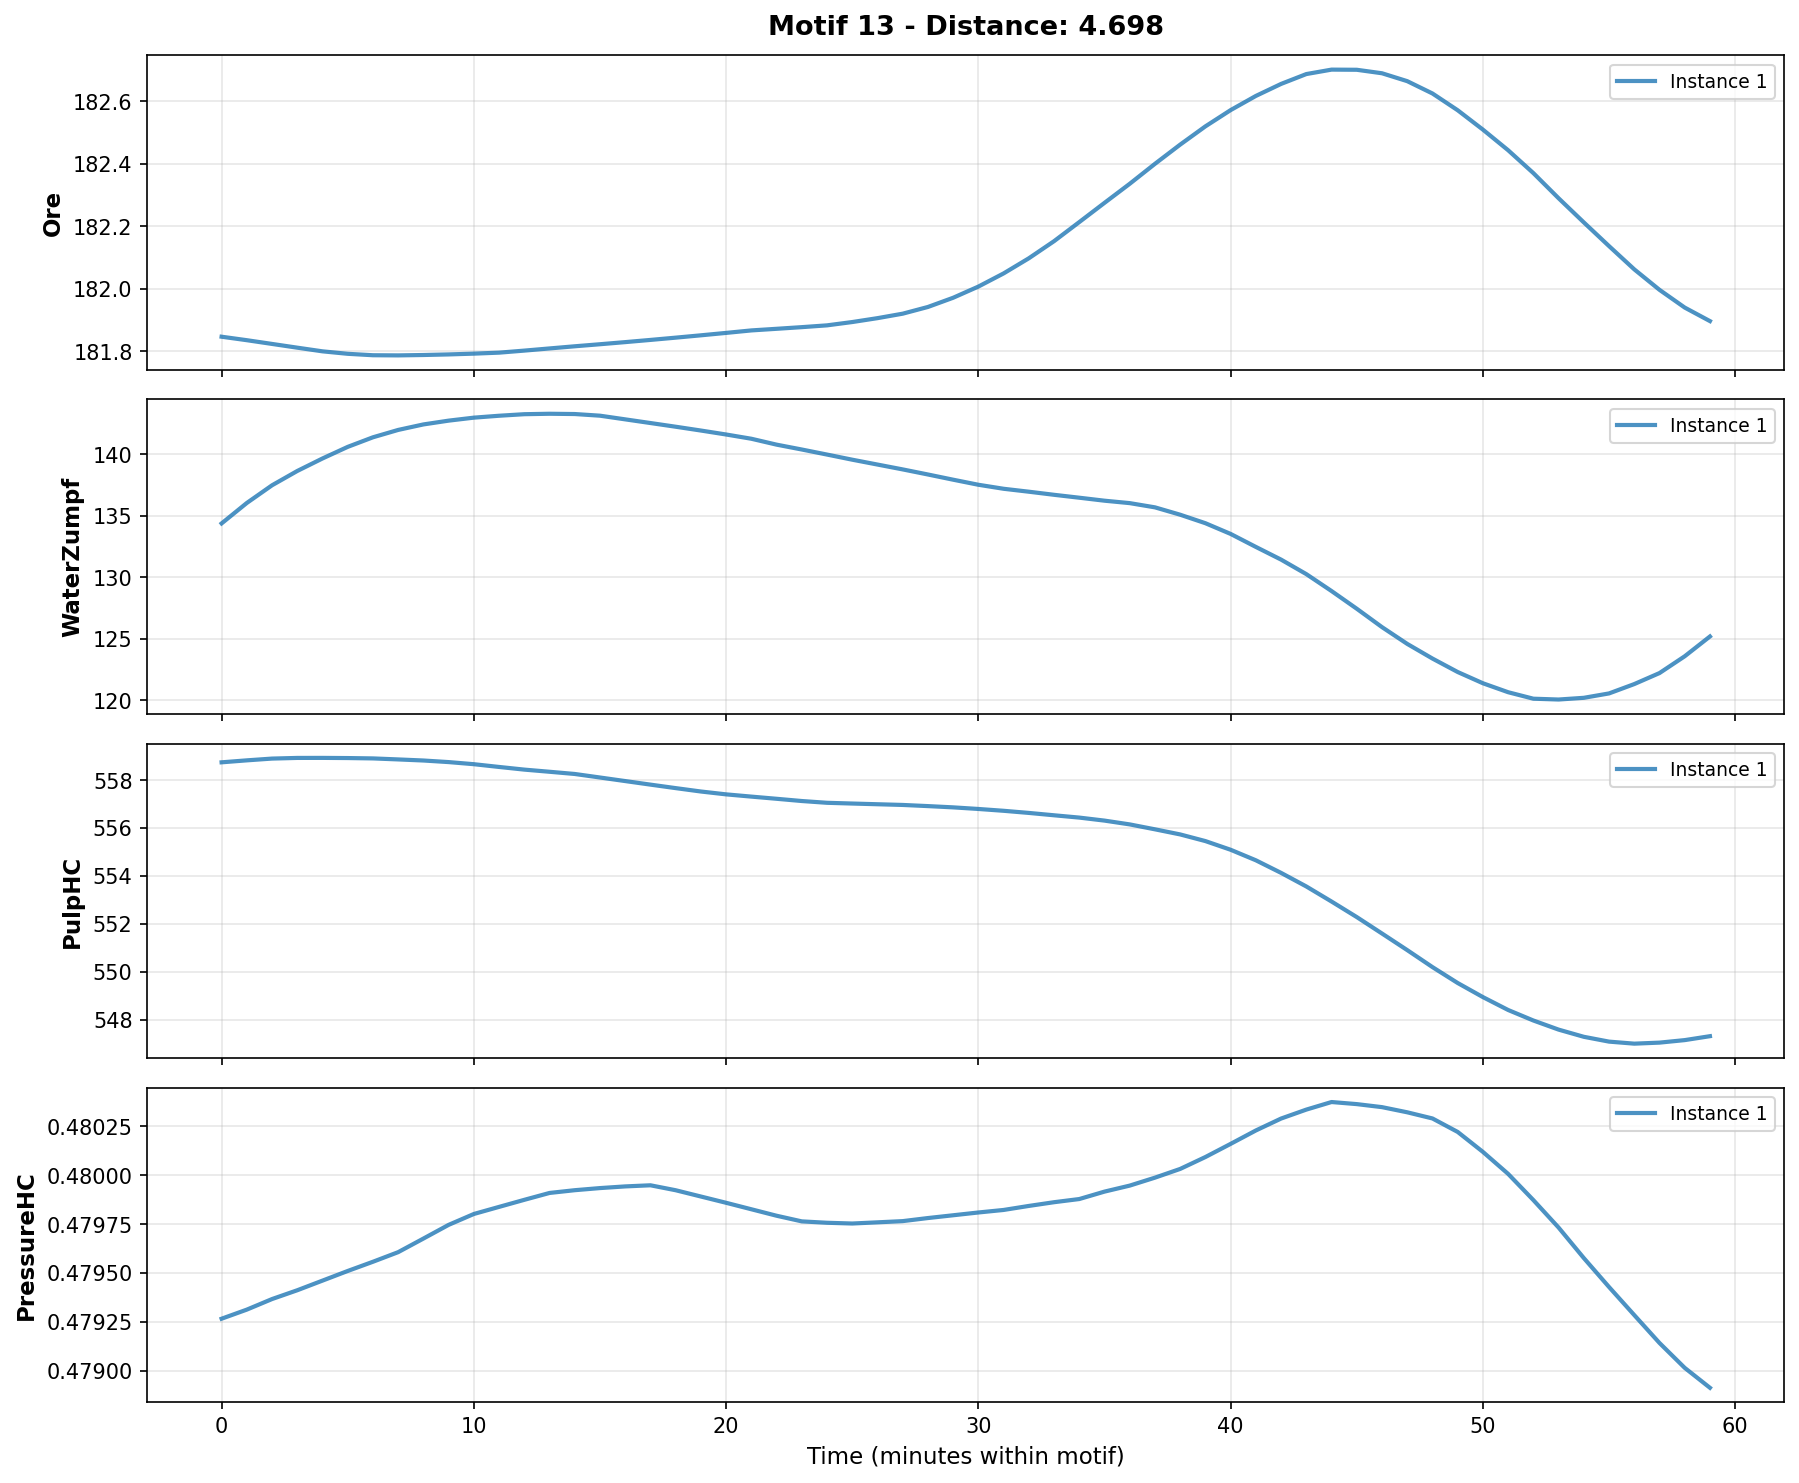 Motif 13 - Distance: 4.698
Instance 1
Ore
182.6
182.4
182.2
182.0
181.8
Instance 1
WaterZumpf
140
135
130
125
120
Instance 1
PulpHC
558
556
554
552
550
548
Instance 1
PressureHC
0.48025
0.48000
0.47975
0.47950
0.47925
0.47900
0 10 20 30 40 50 60
Time (minutes within motif)